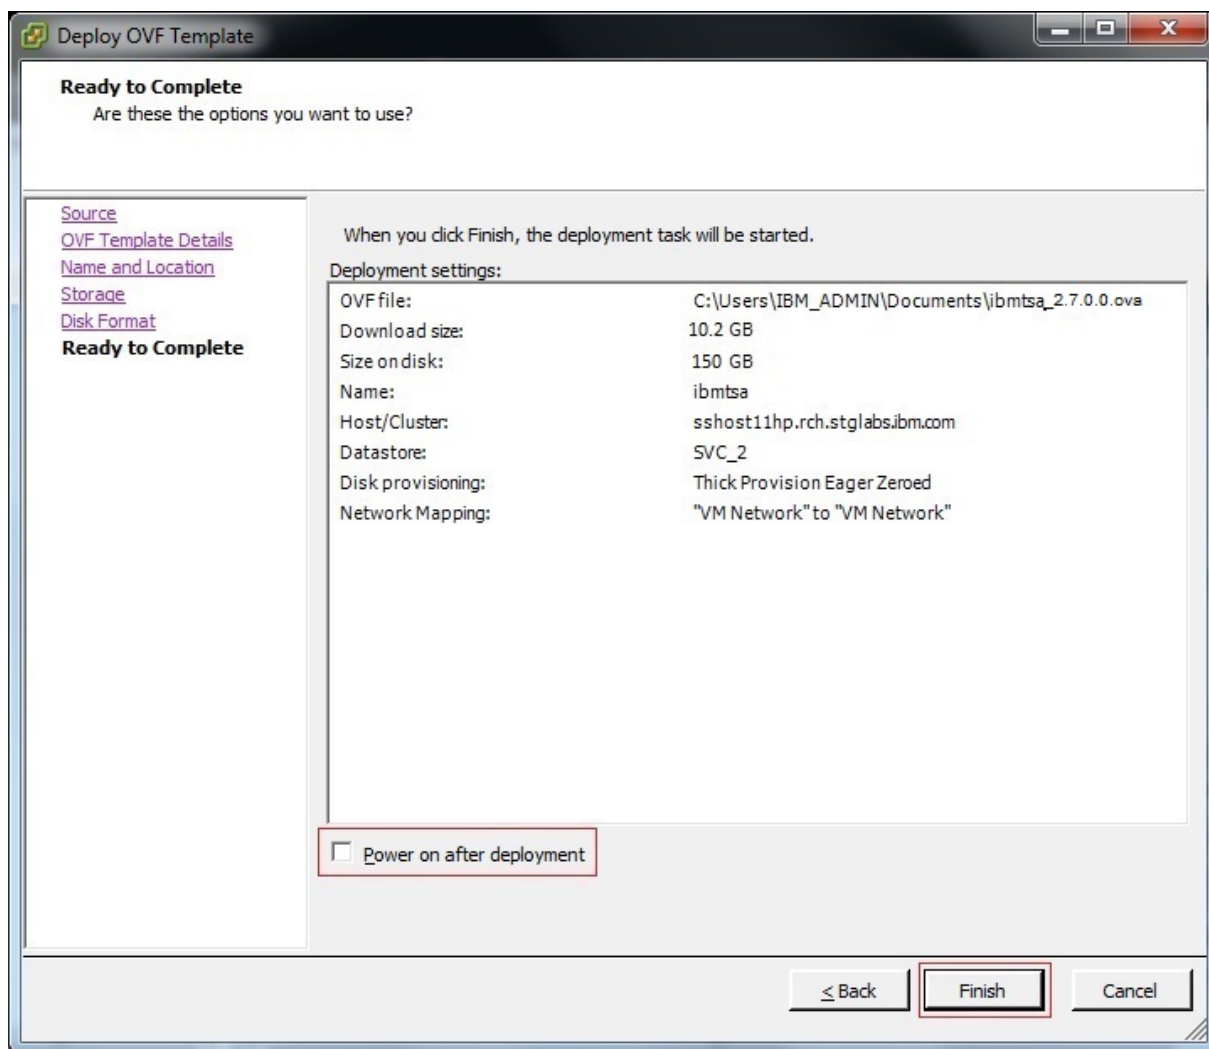 Deploy OVF Template
Ready to Complete
Are these the options you want to use?
Source
OVF Template Details
Name and Location
Storage
Disk Format
Ready to Complete
When you click Finish, the deployment task will be started.
Deployment settings:
OVF file: C:\Users\IBM_ADMIN\Documents\ibmtsa_2.7.0.0.ova
Download size: 10.2 GB
Size on disk: 150 GB
Name: ibmtsa
Host/Cluster: sshost11hp.rch.stglabs.ibm.com
Datastore: SVC_2
Disk provisioning: Thick Provision Eager Zeroed
Network Mapping: "VM Network" to "VM Network"
Power on after deployment
< Back Finish Cancel